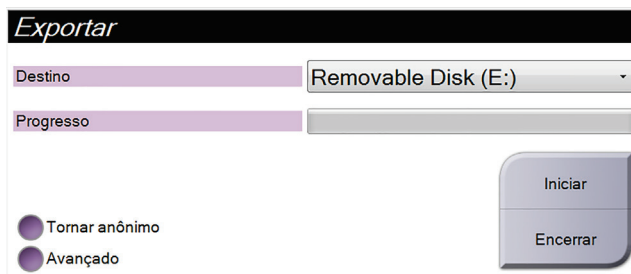 Exportar
Destino
Removable Disk (E:)
Progresso
Iniciar
Tornar anônimo
Encerrar
Avançado